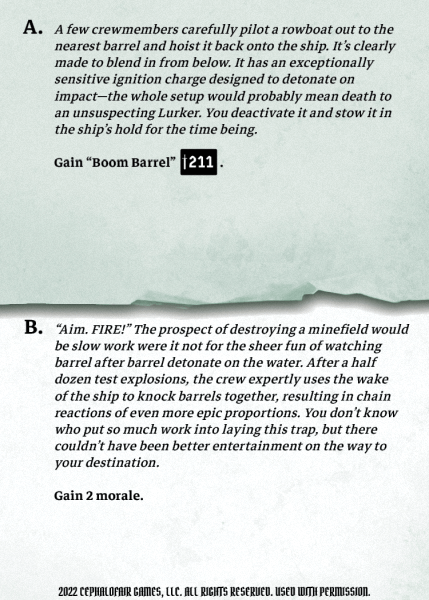 A. A few crewmembers carefully pilot a rowboat out to the
nearest barrel and hoist it back onto the ship. It’s clearly
made to blend in from below. It has an exceptionally
sensitive ignition charge designed to detonate on
impact—the whole setup would probably mean death to
an unsuspecting Lurker. You deactivate it and stow it in
the ship’s hold for the time being.
Gain “Boom Barrel” 211.
B. “Aim. FIRE!” The prospect of destroying a minefield would
be slow work were it not for the sheer fun of watching
barrel after barrel detonate on the water. After a half
dozen test explosions, the crew expertly uses the wake
of the ship to knock barrels together, resulting in chain
reactions of even more epic proportions. You don’t know
who put so much work into laying this trap, but there
couldn’t have been better entertainment on the way to
your destination.
Gain 2 morale.
2022 CEPHALOFAIR GAMES, LLC. ALL RIGHTS RESERVED. USED WITH PERMISSION.